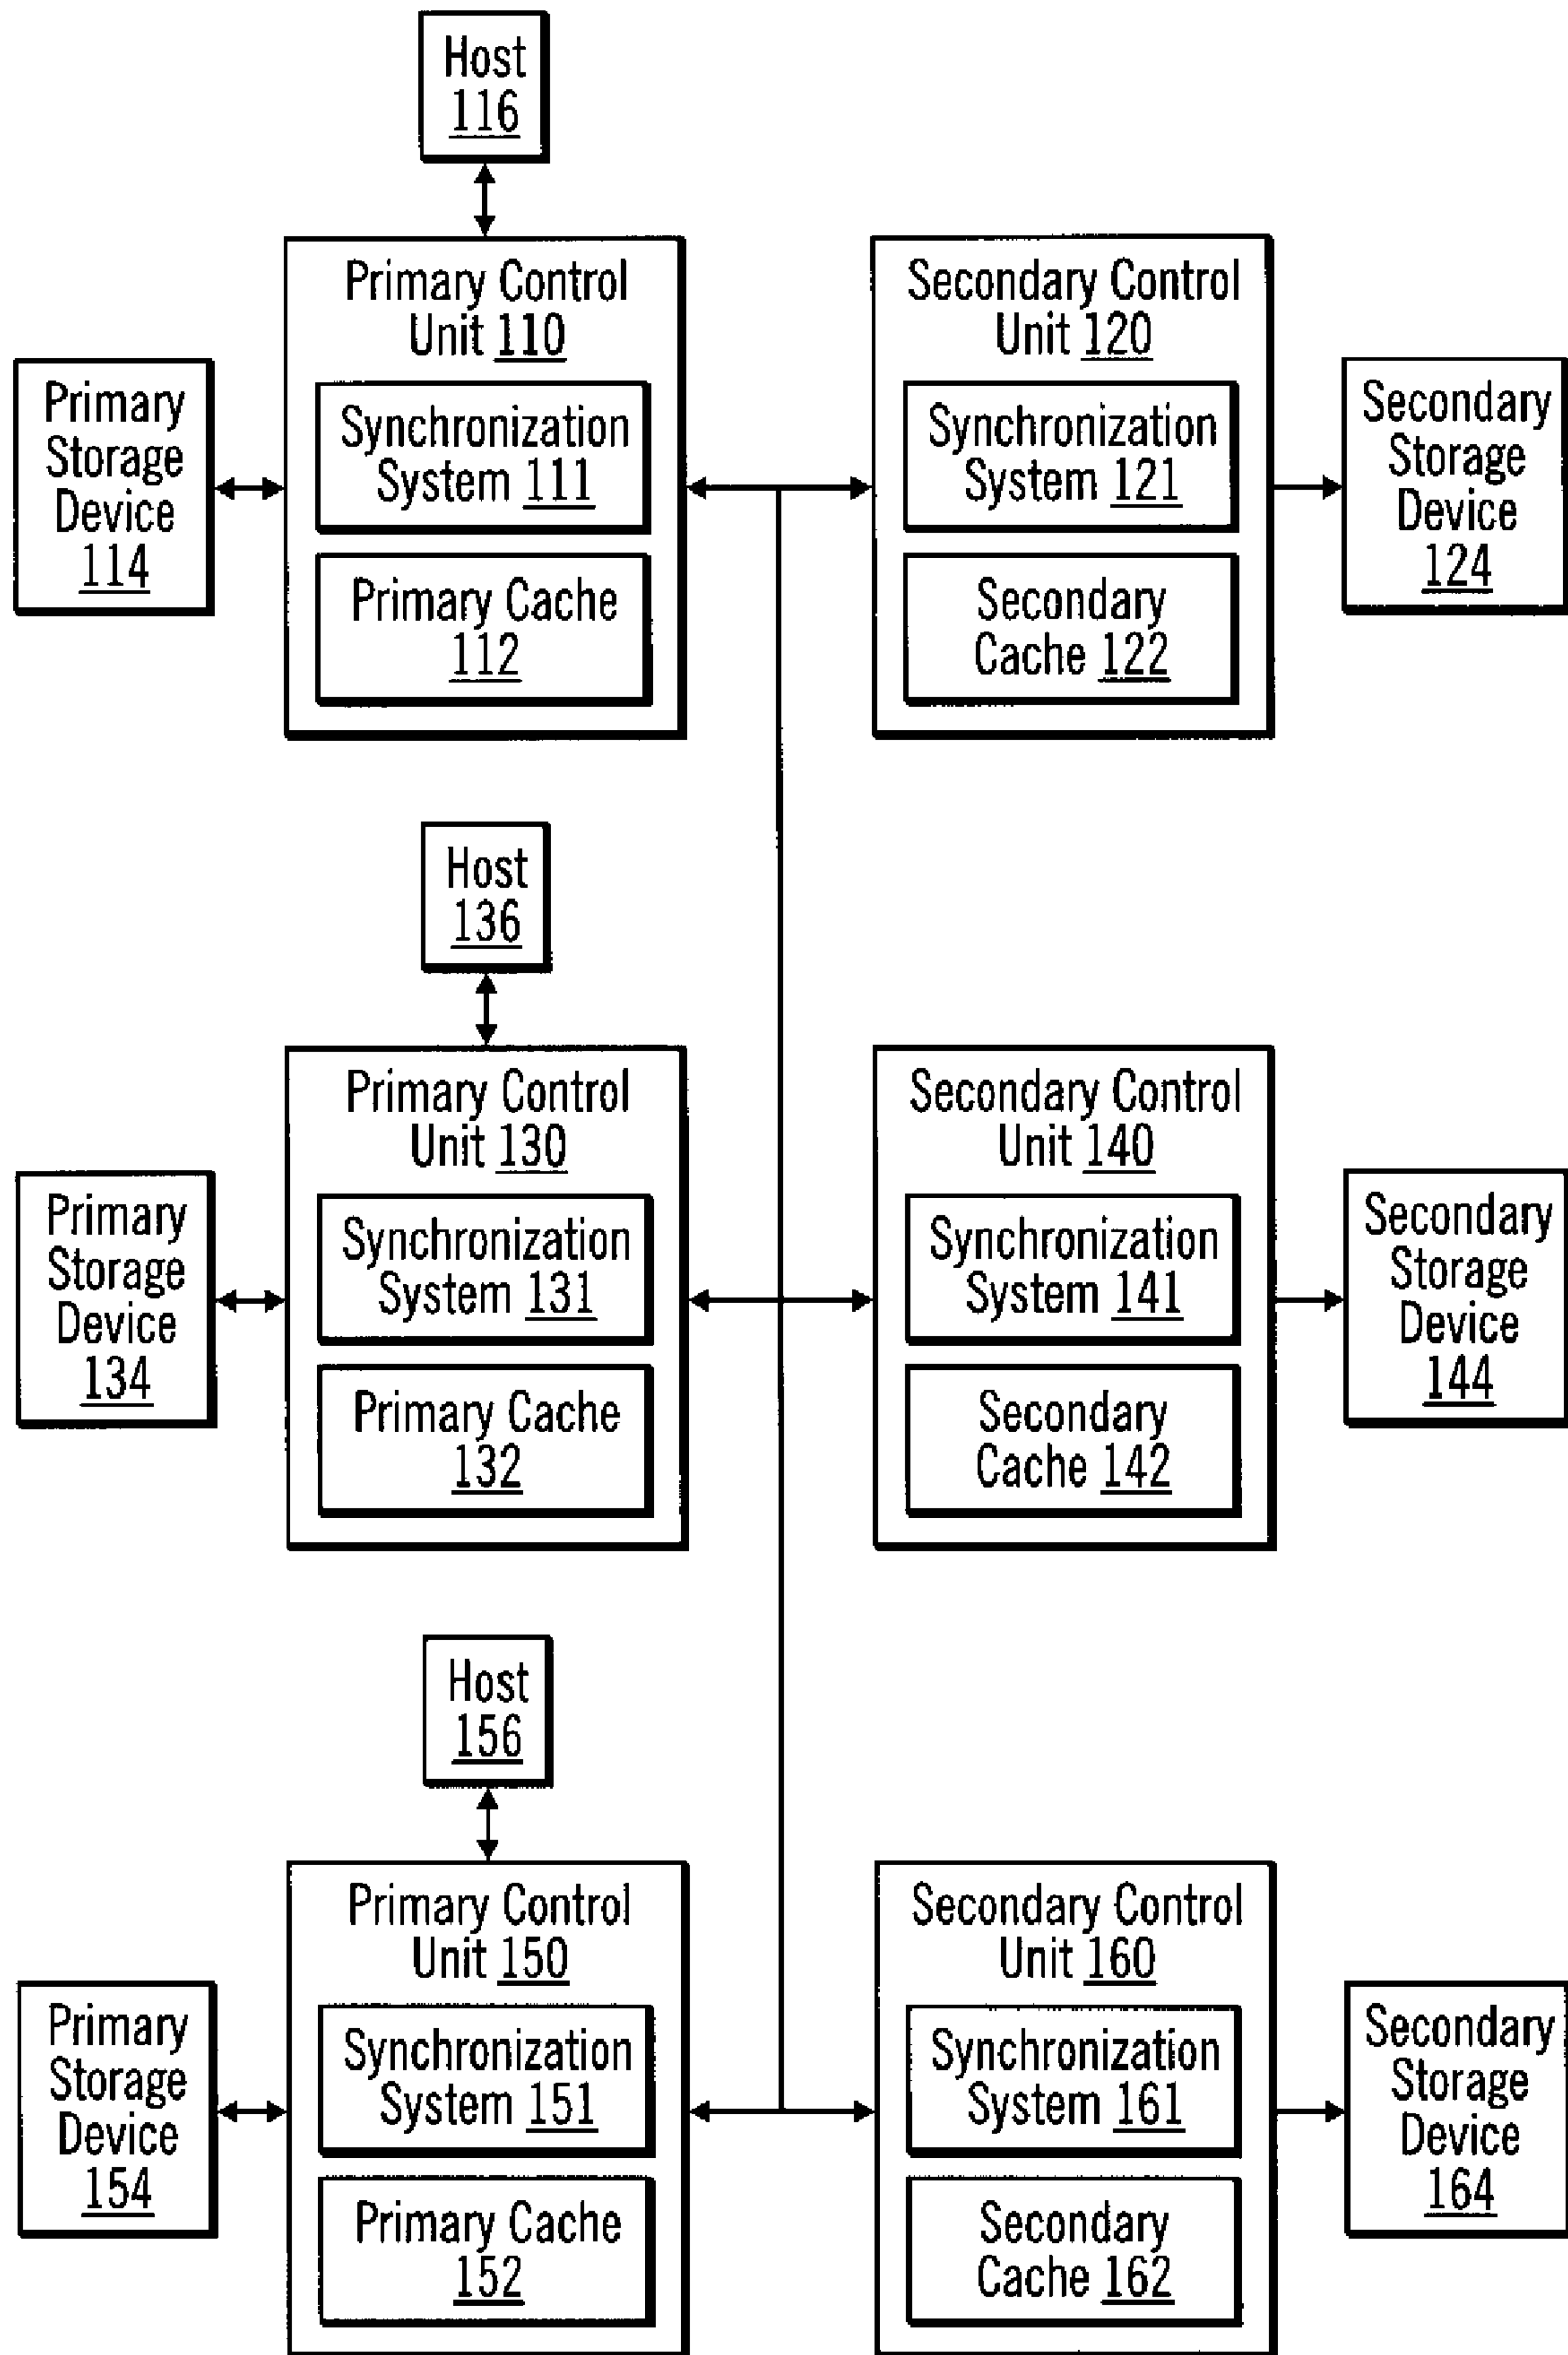 Host
116
Primary Control
Unit 110
Synchronization
System 111
Primary Cache
112
Primary
Storage
Device
114
Secondary Control
Unit 120
Synchronization
System 121
Secondary
Cache 122
Secondary
Storage
Device
124
Host
136
Primary Control
Unit 130
Synchronization
System 131
Primary Cache
132
Primary
Storage
Device
134
Secondary Control
Unit 140
Synchronization
System 141
Secondary
Cache 142
Secondary
Storage
Device
144
Host
156
Primary Control
Unit 150
Synchronization
System 151
Primary Cache
152
Primary
Storage
Device
154
Secondary Control
Unit 160
Synchronization
System 161
Secondary
Cache 162
Secondary
Storage
Device
164